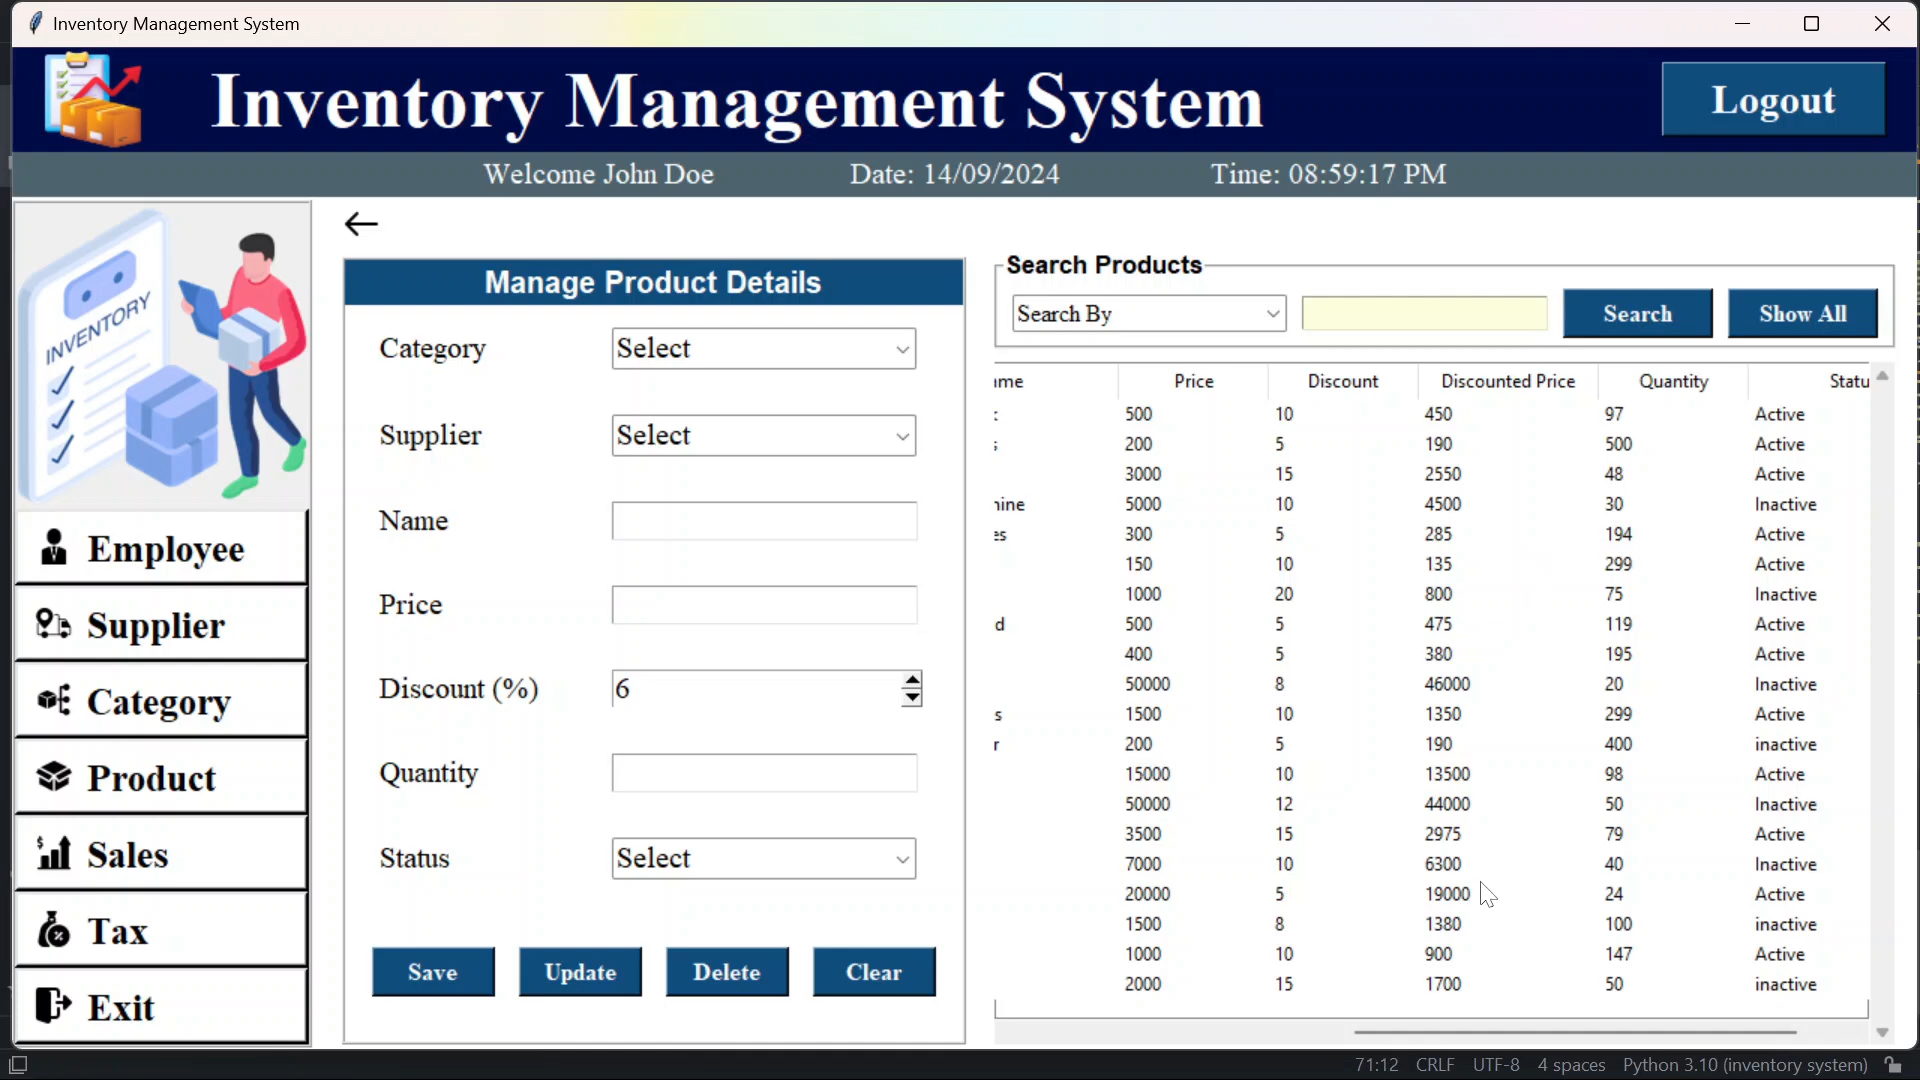 Inventory Management System
Inventory Management System
Logout
Welcome John Doe Date: 14/09/2024 Time: 08:59:17 PM
INVENTORY
Employee
Supplier
Category
Product
Sales
Tax
Exit
Manage Product Details
Category Select
Supplier Select
Name
Price
Discount (%) 6
Quantity
Status Select
Save Update Delete Clear
Search Products
Search By Search Show All
Price Discount Discounted Price Quantity Statu
500 10 450 97 Active
200 5 190 500 Active
3000 15 2550 48 Active
5000 10 4500 30 Inactive
300 5 285 194 Active
150 10 135 299 Active
1000 20 800 75 Inactive
d 500 5 475 119 Active
400 5 380 195 Active
50000 8 46000 20 Inactive
s 1500 10 1350 299 Active
r 200 5 190 400 inactive
15000 10 13500 98 Active
50000 12 44000 50 Inactive
3500 15 2975 79 Active
7000 10 6300 40 Inactive
20000 5 19000 24 Active
1500 8 1380 100 inactive
1000 10 900 147 Active
2000 15 1700 50 inactive
71:12 CRLF UTF-8 4 spaces Python 3.10 (inventory system)